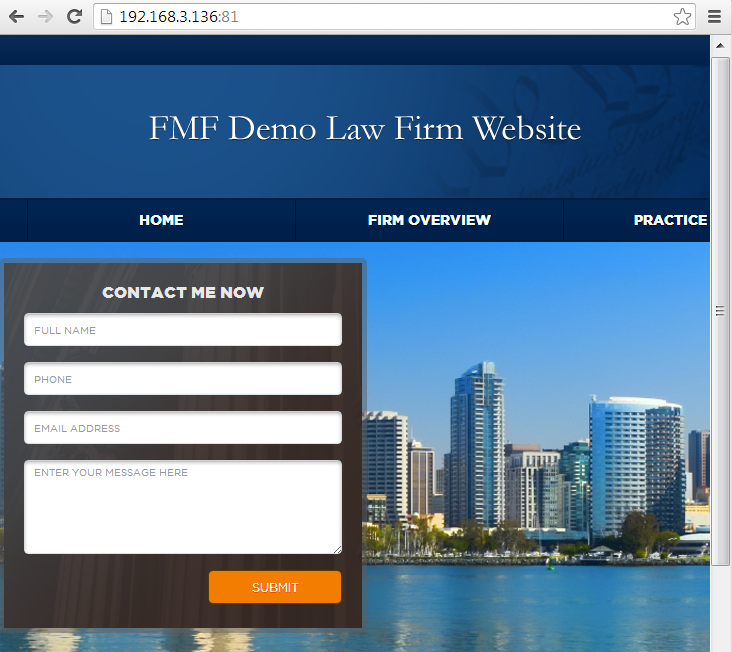 192.168.3.136:81
FMF Demo Law Firm Website
HOME FIRM OVERVIEW PRACTICE
CONTACT ME NOW
FULL NAME
PHONE
EMAIL ADDRESS
ENTER YOUR MESSAGE HERE
SUBMIT